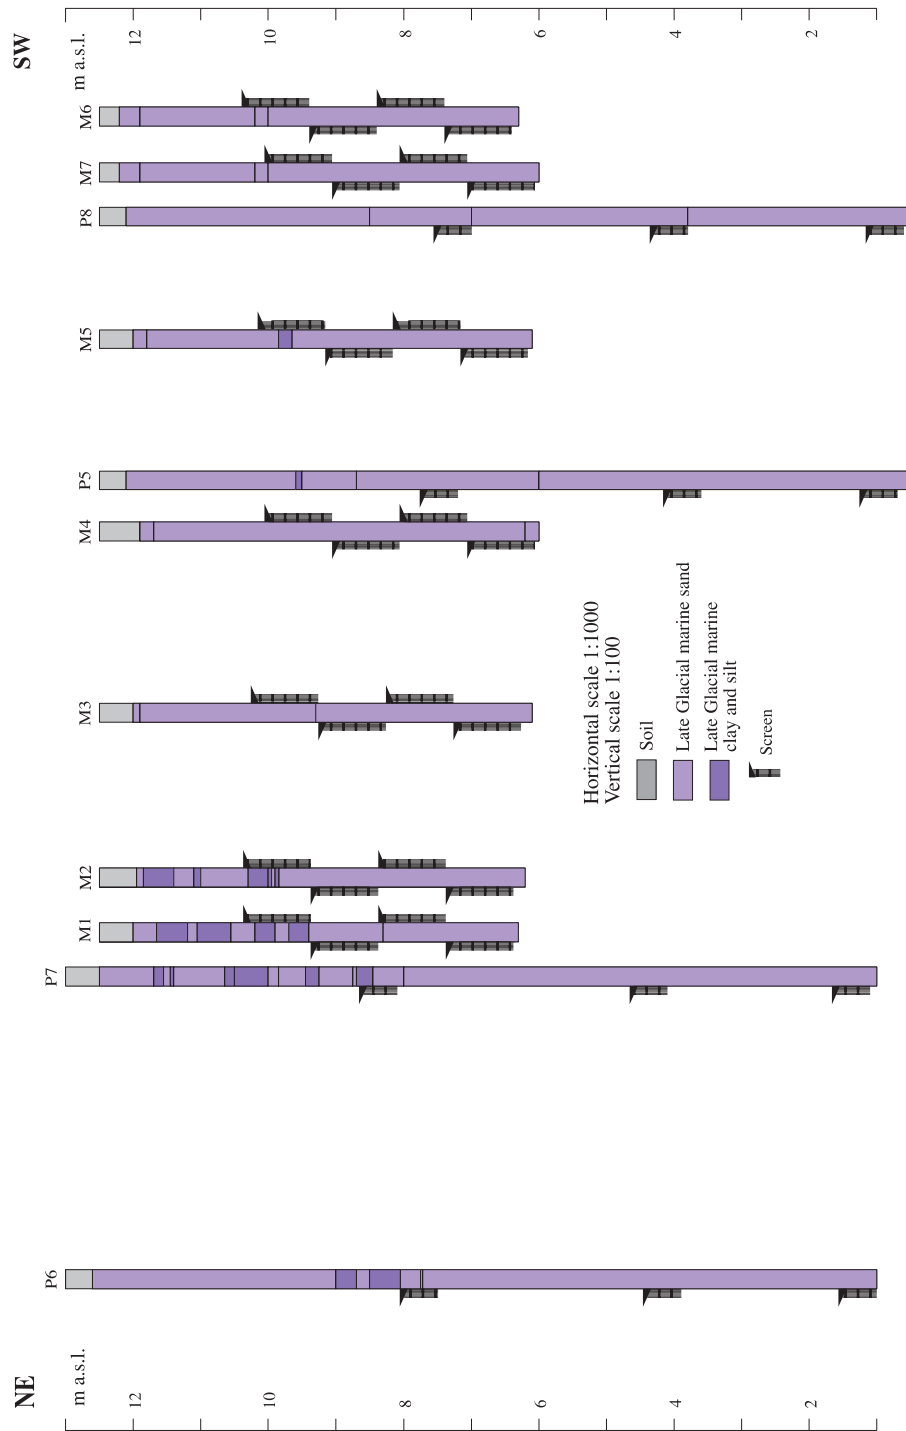 NE
SW
m a.s.l.
m a.s.l.
12
10
8
6
4
2
12
10
8
6
4
2
P6
P7
M1
M2
M3
M4
P5
M5
P8
M7
M6
Horizontal scale 1:1000
Vertical scale 1:100
Soil
Late Glacial marine sand
Late Glacial marine
clay and silt
Screen